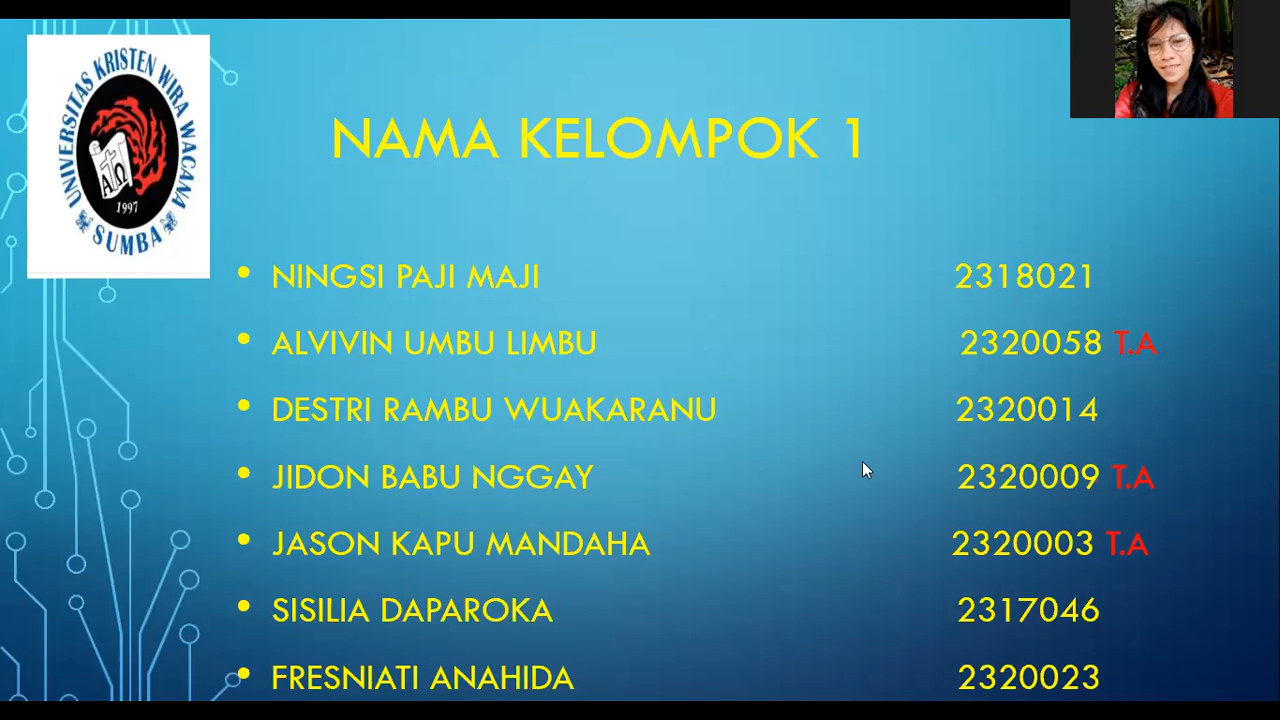 UNIVERSITAS KRISTEN WIRA WACANA
SUMBA
ΑΩ
1997
NAMA KELOMPOK 1
• NINGSI PAJI MAJI 2318021
• ALVIVIN UMBU LIMBU 2320058 T.A
• DESTRI RAMBU WUAKARANU 2320014
• JIDON BABU NGGAY 2320009 T.A
• JASON KAPU MANDAHA 2320003 T.A
• SISILIA DAPAROKA 2317046
• FRESNIATI ANAHIDA 2320023